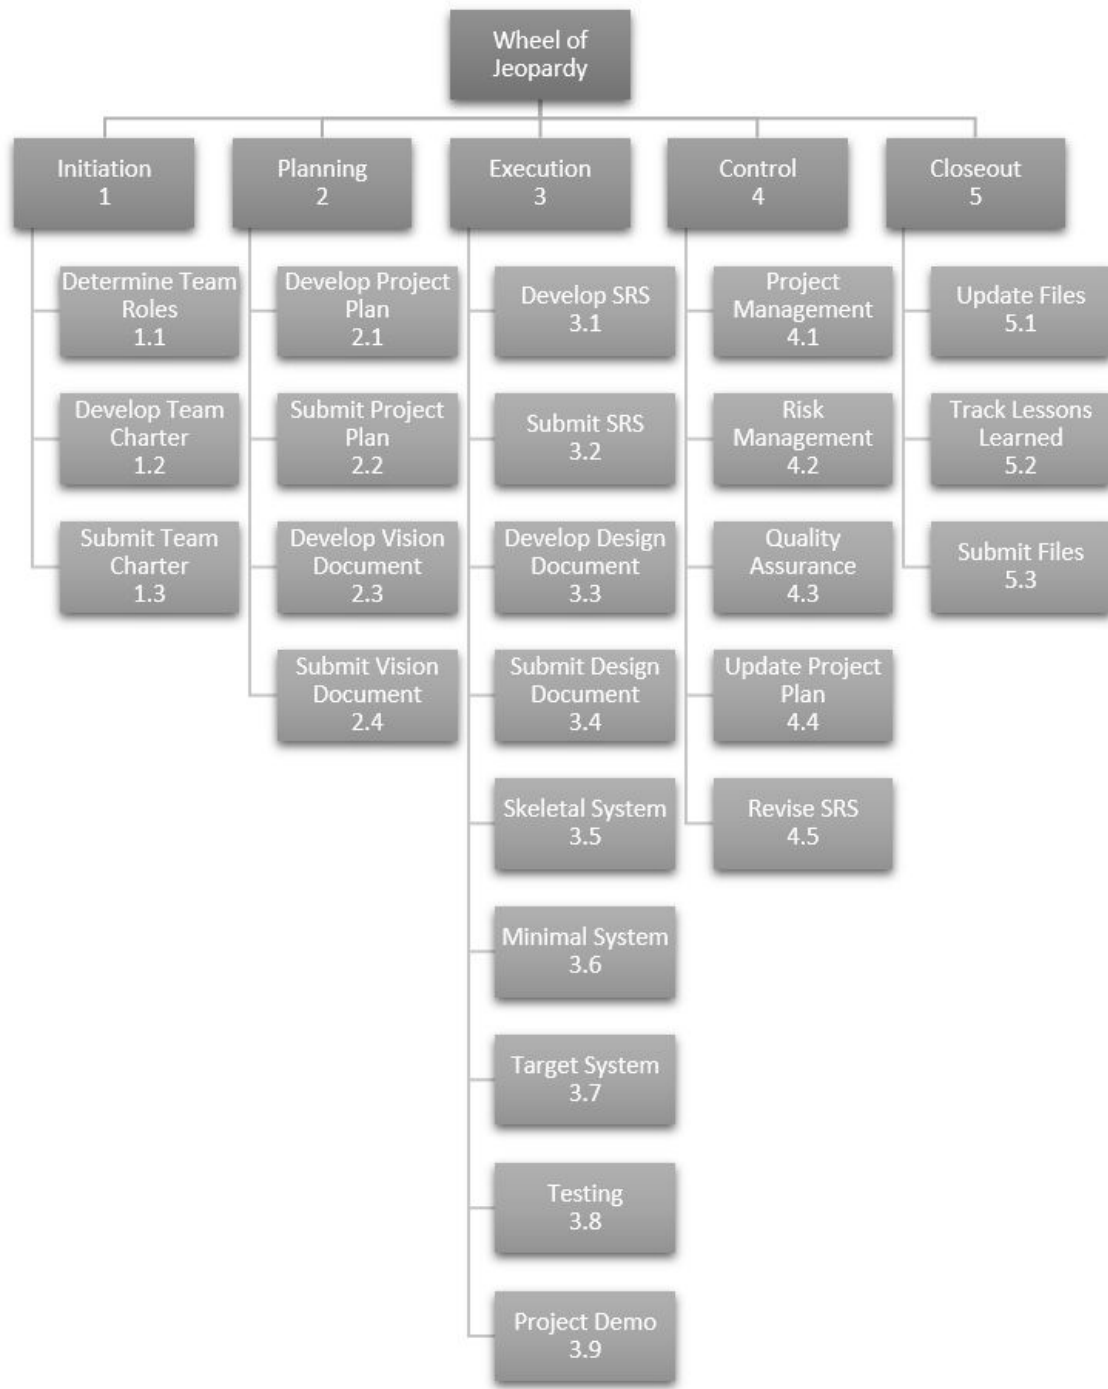 Wheel of
Jeopardy
Initiation
1
Planning
2
Execution
3
Control
4
Closeout
5
Determine Team
Roles
1.1
Develop Team
Charter
1.2
Submit Team
Charter
1.3
Develop Project
Plan
2.1
Submit Project
Plan
2.2
Develop Vision
Document
2.3
Submit Vision
Document
2.4
Develop SRS
3.1
Submit SRS
3.2
Develop Design
Document
3.3
Submit Design
Document
3.4
Skeletal System
3.5
Minimal System
3.6
Target System
3.7
Testing
3.8
Project Demo
3.9
Project
Management
4.1
Risk
Management
4.2
Quality
Assurance
4.3
Update Project
Plan
4.4
Revise SRS
4.5
Update Files
5.1
Track Lessons
Learned
5.2
Submit Files
5.3